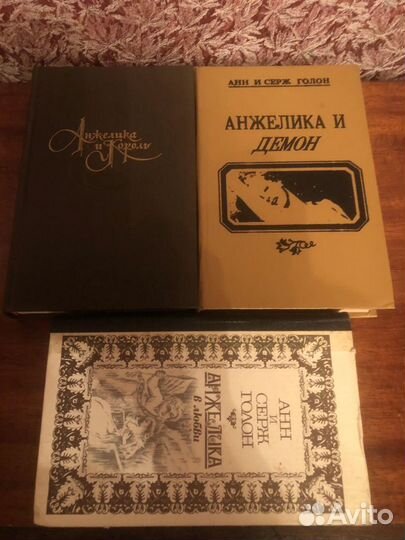 Анжелика
и Король
АНН И СЕРЖ ГОЛОН
АНЖЕЛИКА И
ДЕМОН
АНН
И
СЕРЖ
ГОЛОН
АНЖЕЛИКА
в любви
Avito